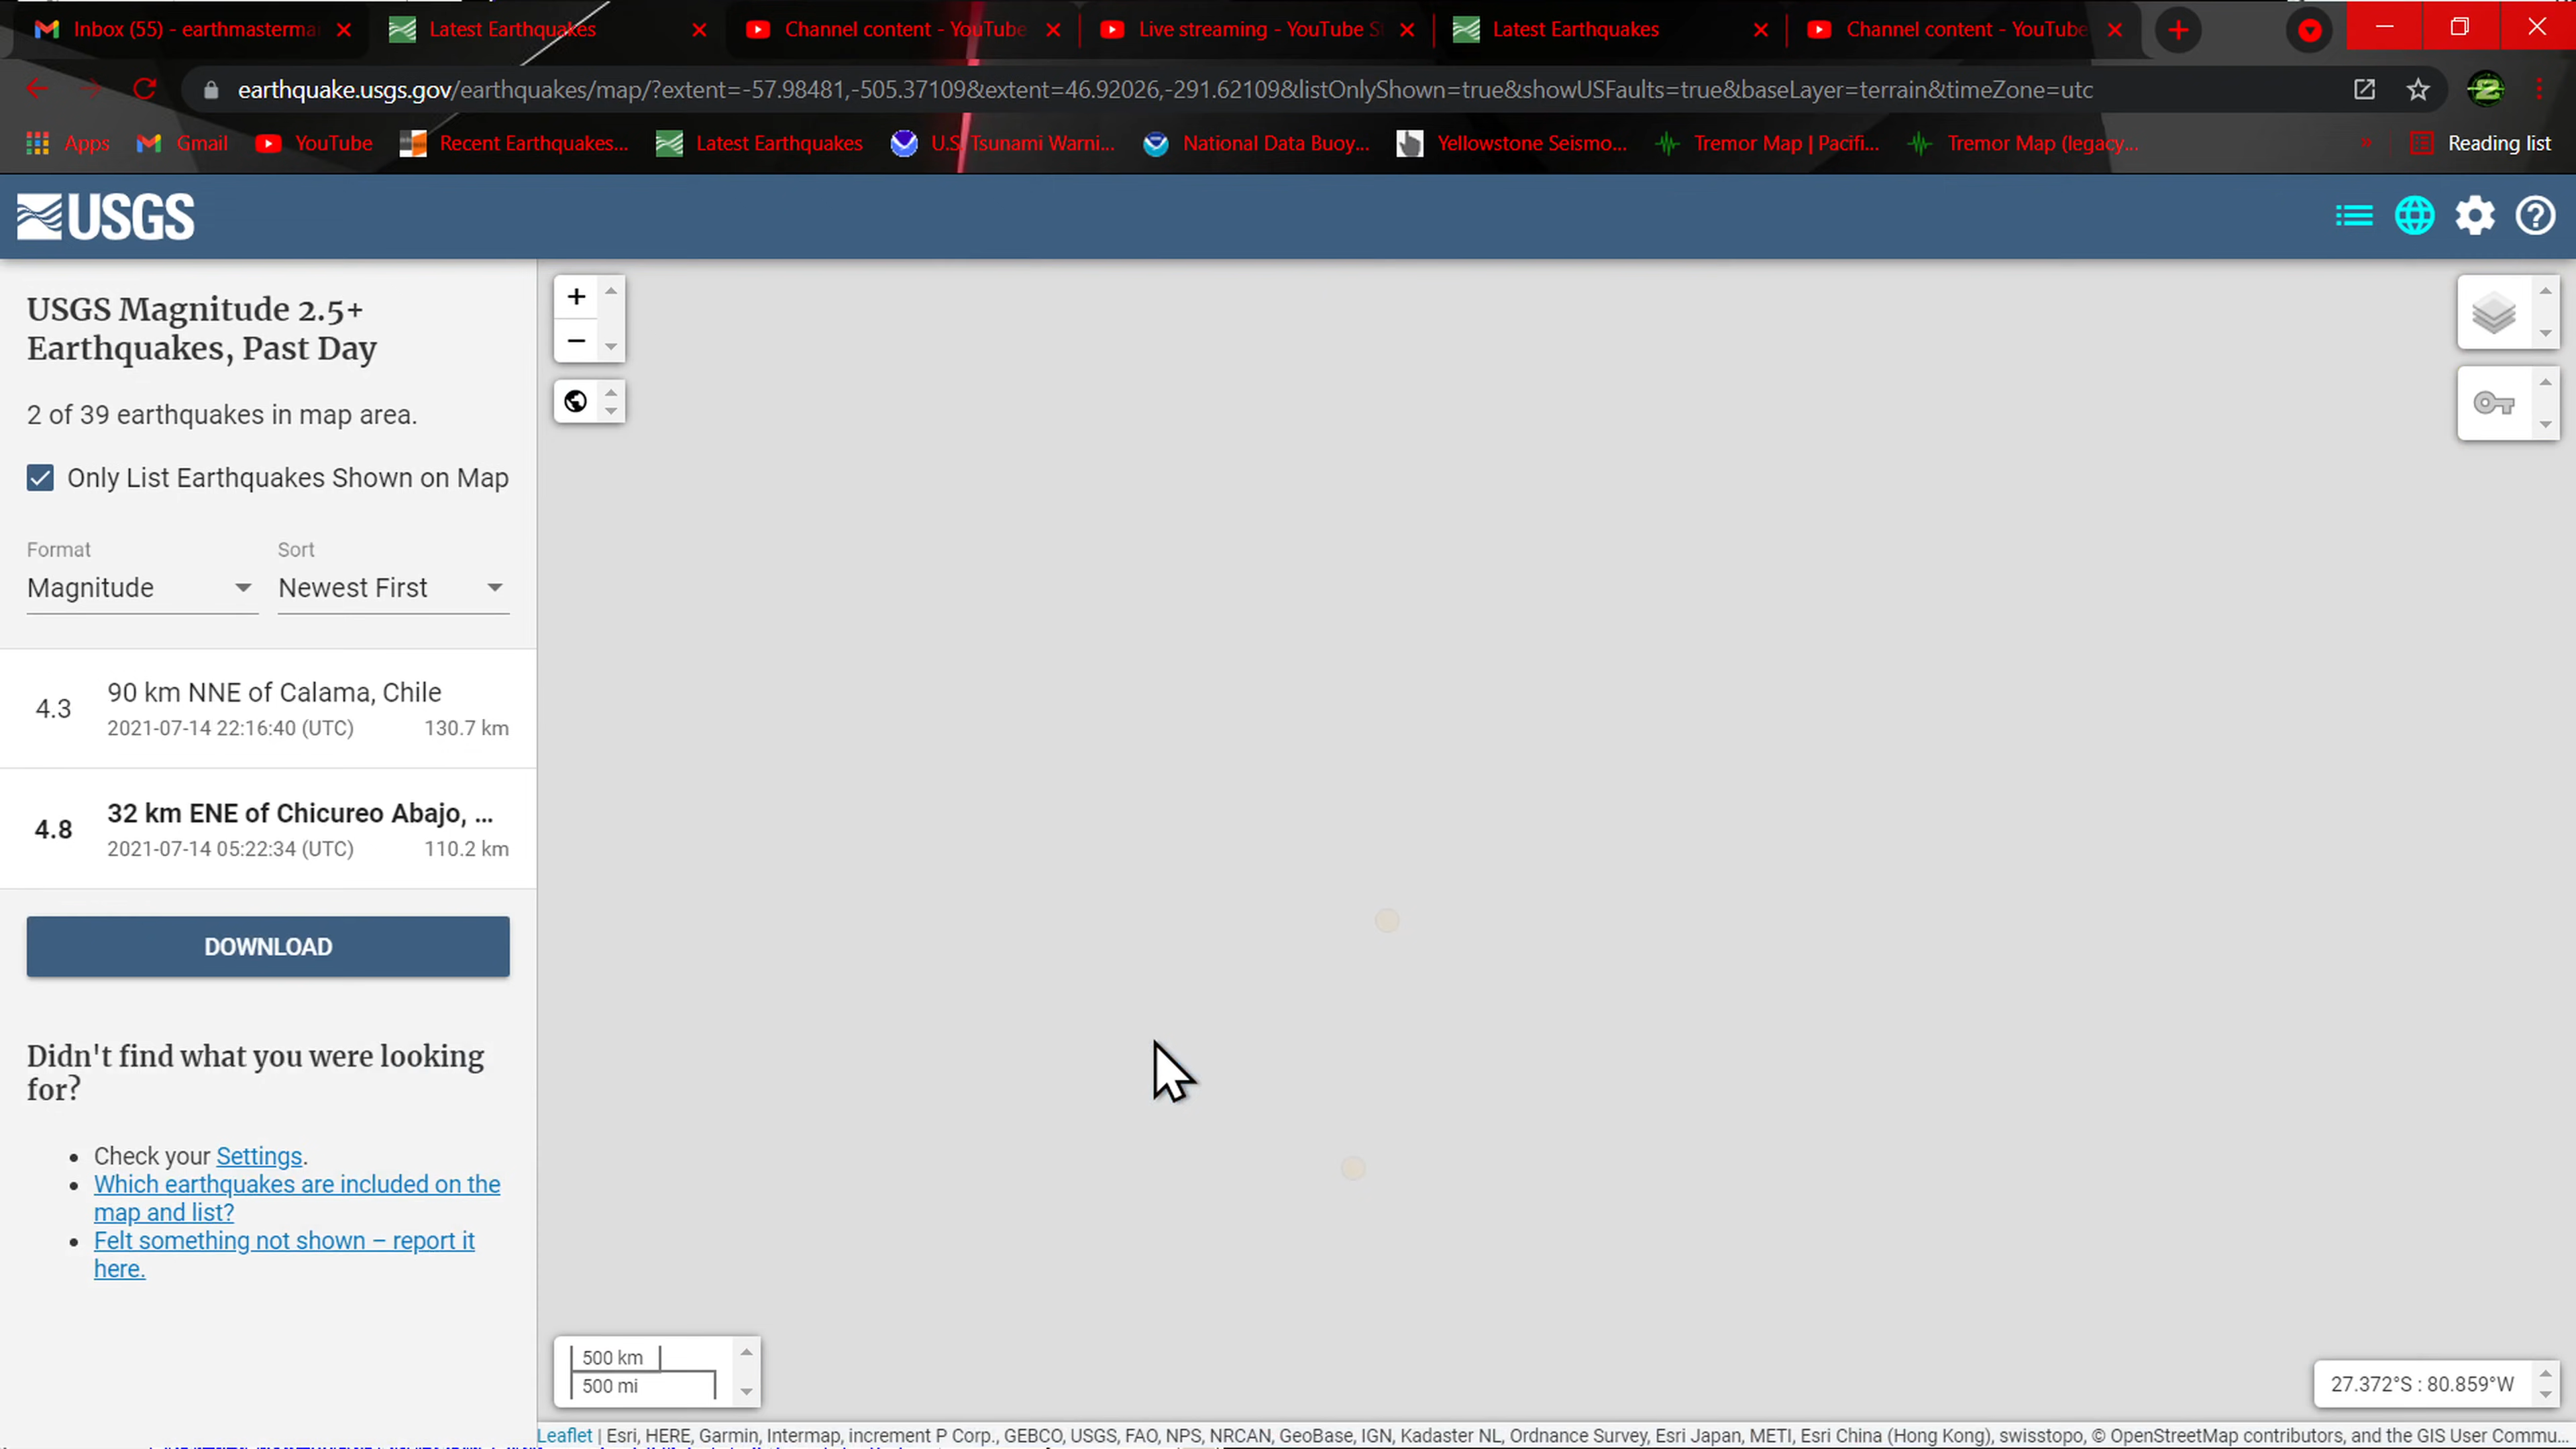 Inbox (55) - earthmasterma
Latest Earthquakes
Channel content - YouTube
Live streaming - YouTube S
Latest Earthquakes
Channel content - YouTube
earthquake.usgs.gov/earthquakes/map/?extent=-57.98481,-505.37109&extent=46.92026,-291.62109&listOnlyShown=true&showUSFaults=true&baseLayer=terrain&timeZone=utc
Apps
Gmail
YouTube
Recent Earthquakes...
Latest Earthquakes
U.S. Tsunami Warni...
National Data Buoy...
Yellowstone Seismo...
Tremor Map | Pacifi...
Tremor Map (legacy...
»
Reading list
USGS
USGS Magnitude 2.5+
Earthquakes, Past Day
2 of 39 earthquakes in map area.
Only List Earthquakes Shown on Map
Format
Sort
Magnitude
Newest First
4.3
90 km NNE of Calama, Chile
2021-07-14 22:16:40 (UTC)
130.7 km
4.8
32 km ENE of Chicureo Abajo, ...
2021-07-14 05:22:34 (UTC)
110.2 km
DOWNLOAD
Didn't find what you were looking
for?
• Check your Settings.
• Which earthquakes are included on the
map and list?
• Felt something not shown – report it
here.
+
−
500 km
500 mi
27.372°S : 80.859°W
Leaflet | Esri, HERE, Garmin, Intermap, increment P Corp., GEBCO, USGS, FAO, NPS, NRCAN, GeoBase, IGN, Kadaster NL, Ordnance Survey, Esri Japan, METI, Esri China (Hong Kong), swisstopo, © OpenStreetMap contributors, and the GIS User Commu...